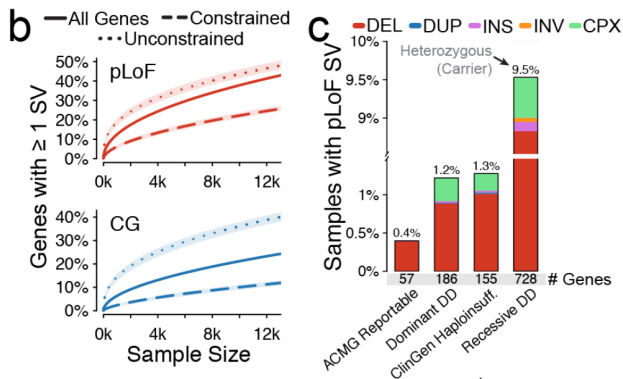 b
All Genes
Constrained
Unconstrained
Genes with ≥ 1 SV
pLoF
50%
40%
30%
20%
10%
0%
0k 4k 8k 12k
CG
40%
30%
20%
10%
0%
0k 4k 8k 12k
Sample Size
c
DEL DUP INS INV CPX
Samples with pLoF SV
10%
9.5%
9%
1%
0.5%
0%
Heterozygous
(Carrier)
0.4%
1.2%
1.3%
9.5%
57 186 155 728 # Genes
ACMG Reportable
Dominant DD
ClinGen Haploinsuff.
Recessive DD